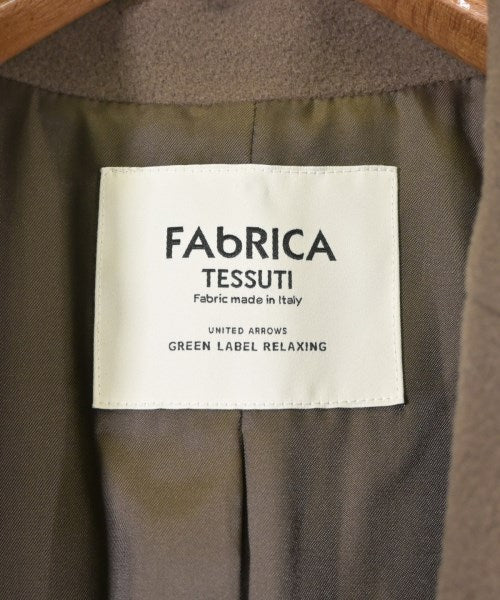 FAbRICA
TESSUTI
Fabric made in Italy
UNITED ARROWS
GREEN LABEL RELAXING